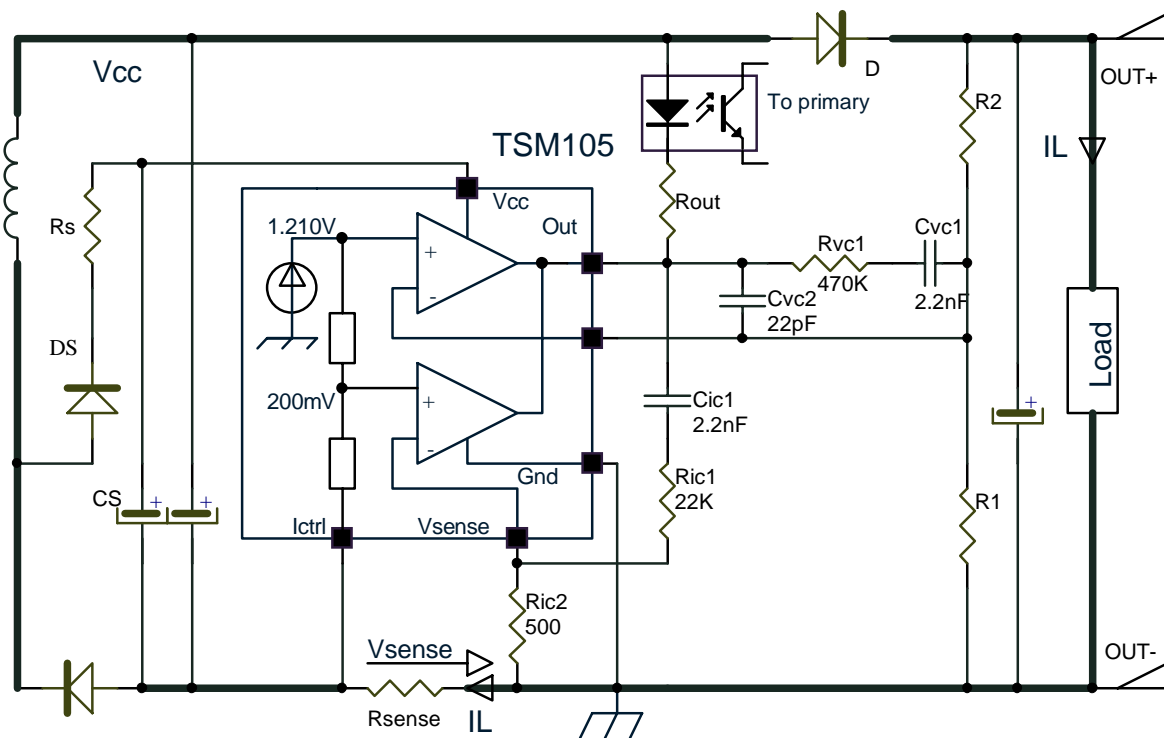 Vcc
D
OUT+
To primary
R2
TSM105
IL
Rs
Vcc
Rout
1.210V
Out
+
-
Rvc1
470K
Cvc1
2.2nF
Cvc2
22pF
DS
Load
200mV
+
-
Cic1
2.2nF
+
Gnd
Ric1
22K
CS
+
+
R1
Ictrl
Vsense
Ric2
500
Vsense
OUT-
Rsense
IL